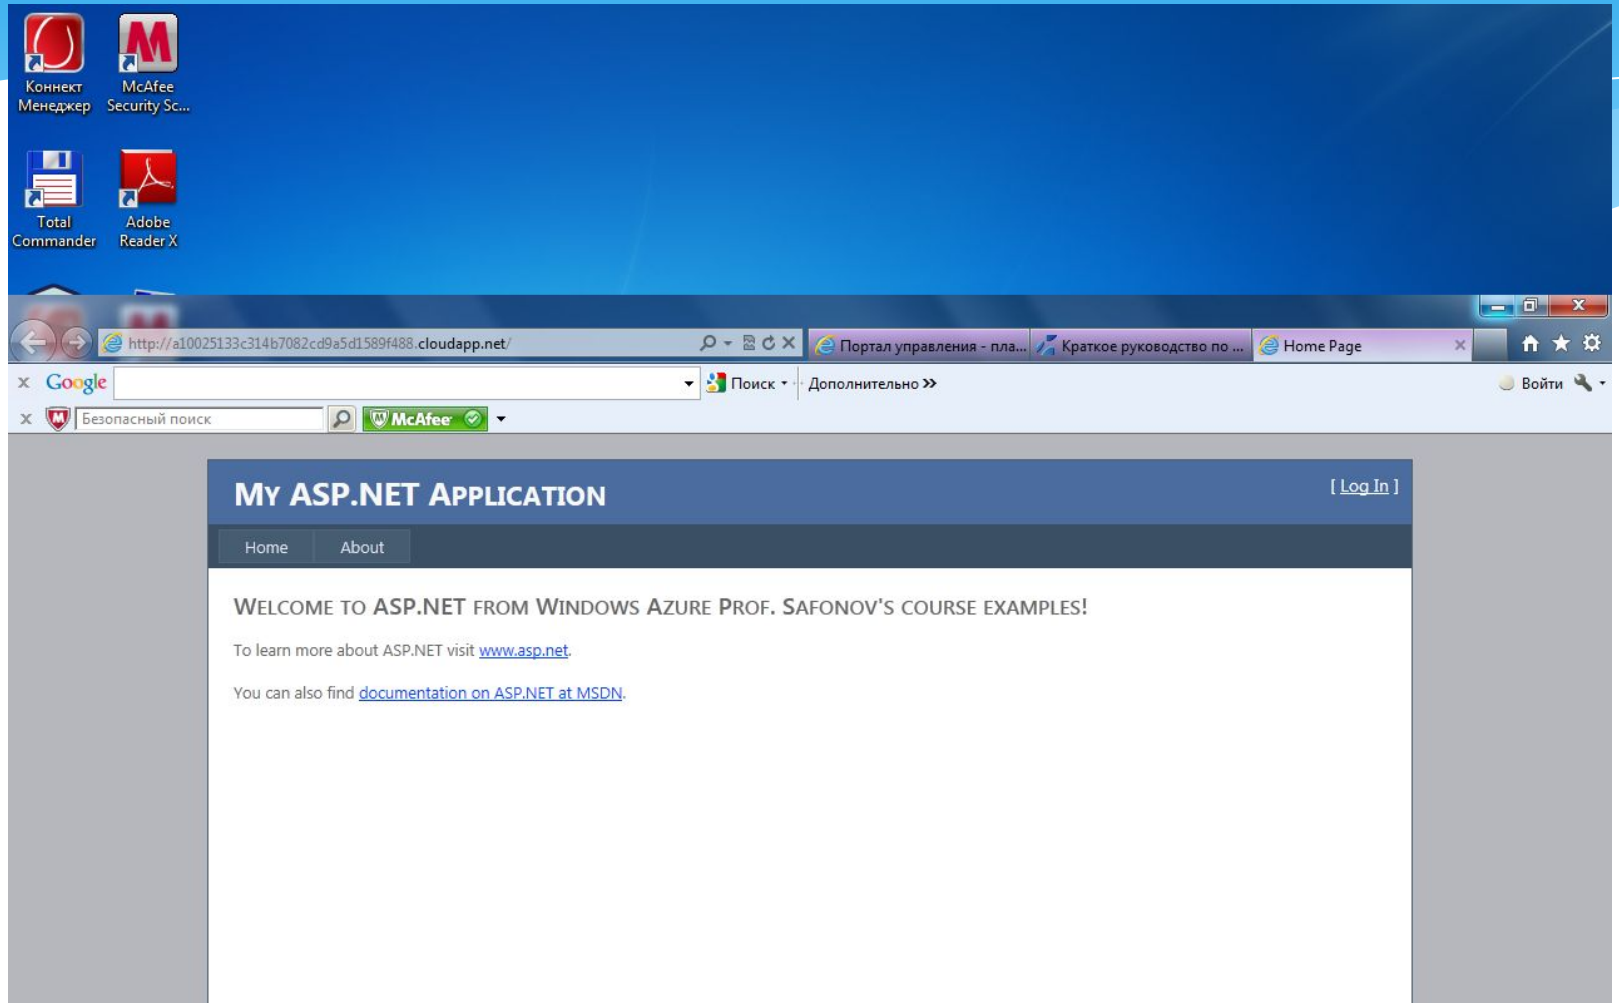 Коннект
Менеджер
McAfee
Security Sc...
Total
Commander
Adobe
Reader X
http://a10025133c314b7082cd9a5d1589f488.cloudapp.net/
Портал управления - пла...
Краткое руководство по ...
Home Page
Google
Поиск
Дополнительно
Войти
Безопасный поиск
McAfee
MY ASP.NET APPLICATION
[ Log In ]
Home
About
WELCOME TO ASP.NET FROM WINDOWS AZURE PROF. SAFONOV'S COURSE EXAMPLES!
To learn more about ASP.NET visit www.asp.net.
You can also find documentation on ASP.NET at MSDN.